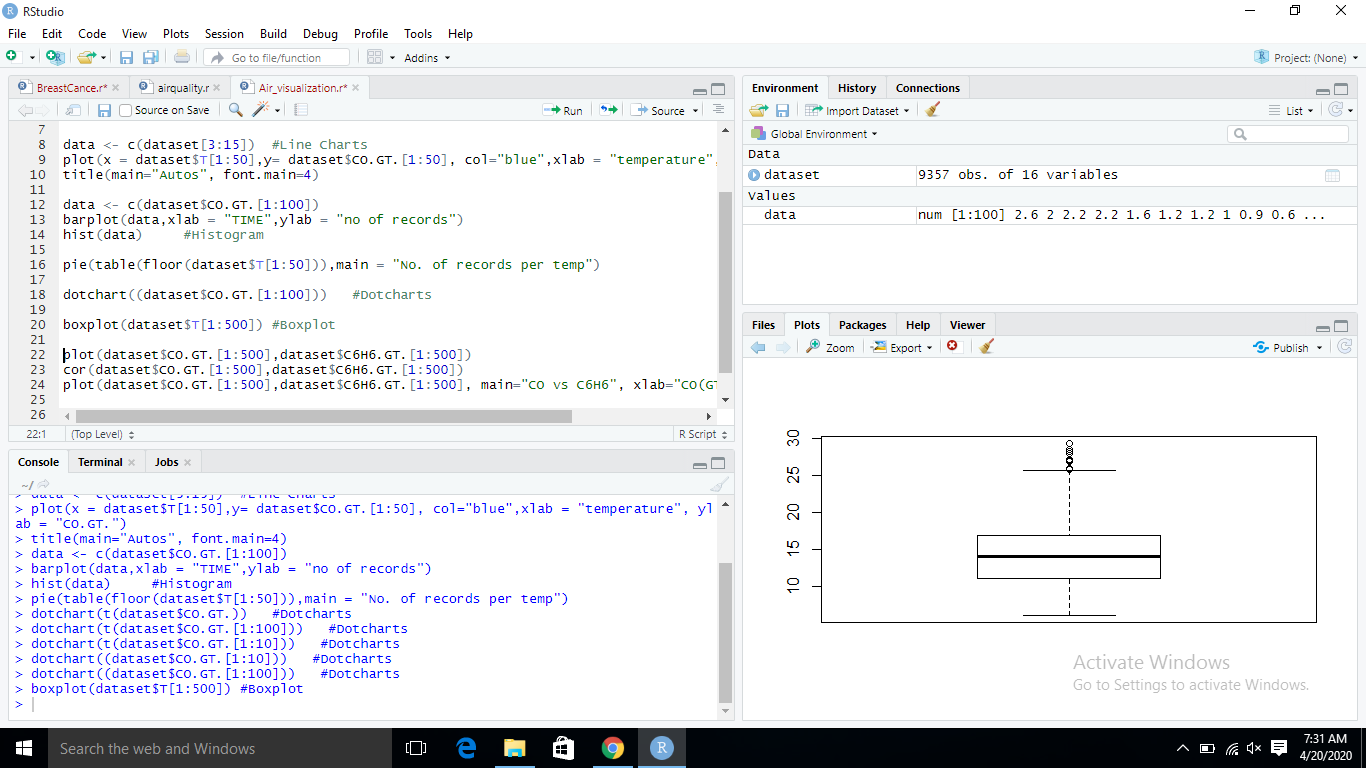 RStudio
File Edit Code View Plots Session Build Debug Profile Tools Help
Go to file/function Addins Project: (None)
BreastCance.r* airquality.r Air_visualization.r*
Source on Save Run Source
7
8 data <- c(dataset[3:15]) #Line Charts
9 plot(x = dataset$T[1:50],y= dataset$CO.GT.[1:50], col="blue",xlab = "temperature",
10 title(main="Autos", font.main=4)
11
12 data <- c(dataset$CO.GT.[1:100])
13 barplot(data,xlab = "TIME",ylab = "no of records")
14 hist(data) #Histogram
15
16 pie(table(floor(dataset$T[1:50])),main = "No. of records per temp")
17
18 dotchart((dataset$CO.GT.[1:100])) #Dotcharts
19
20 boxplot(dataset$T[1:500]) #Boxplot
21
22 plot(dataset$CO.GT.[1:500],dataset$C6H6.GT.[1:500])
23 cor(dataset$CO.GT.[1:500],dataset$C6H6.GT.[1:500])
24 plot(dataset$CO.GT.[1:500],dataset$C6H6.GT.[1:500], main="CO vs C6H6", xlab="CO(GT
25
26
22:1 (Top Level) R Script
Console Terminal Jobs
~/
> data <- c(dataset[3:15]) #Line Charts
> plot(x = dataset$T[1:50],y= dataset$CO.GT.[1:50], col="blue",xlab = "temperature", yl
ab = "CO.GT.")
> title(main="Autos", font.main=4)
> data <- c(dataset$CO.GT.[1:100])
> barplot(data,xlab = "TIME",ylab = "no of records")
> hist(data) #Histogram
> pie(table(floor(dataset$T[1:50])),main = "No. of records per temp")
> dotchart(t(dataset$CO.GT.)) #Dotcharts
> dotchart(t(dataset$CO.GT.[1:100])) #Dotcharts
> dotchart(t(dataset$CO.GT.[1:10])) #Dotcharts
> dotchart((dataset$CO.GT.[1:10])) #Dotcharts
> dotchart((dataset$CO.GT.[1:100])) #Dotcharts
> boxplot(dataset$T[1:500]) #Boxplot
>
Environment History Connections
Import Dataset List
Global Environment
Data
dataset 9357 obs. of 16 variables
Values
data num [1:100] 2.6 2 2.2 2.2 1.6 1.2 1.2 1 0.9 0.6 ...
Files Plots Packages Help Viewer
Zoom Export Publish
30
25
20
15
10
Activate Windows
Go to Settings to activate Windows.
Search the web and Windows
7:31 AM
4/20/2020